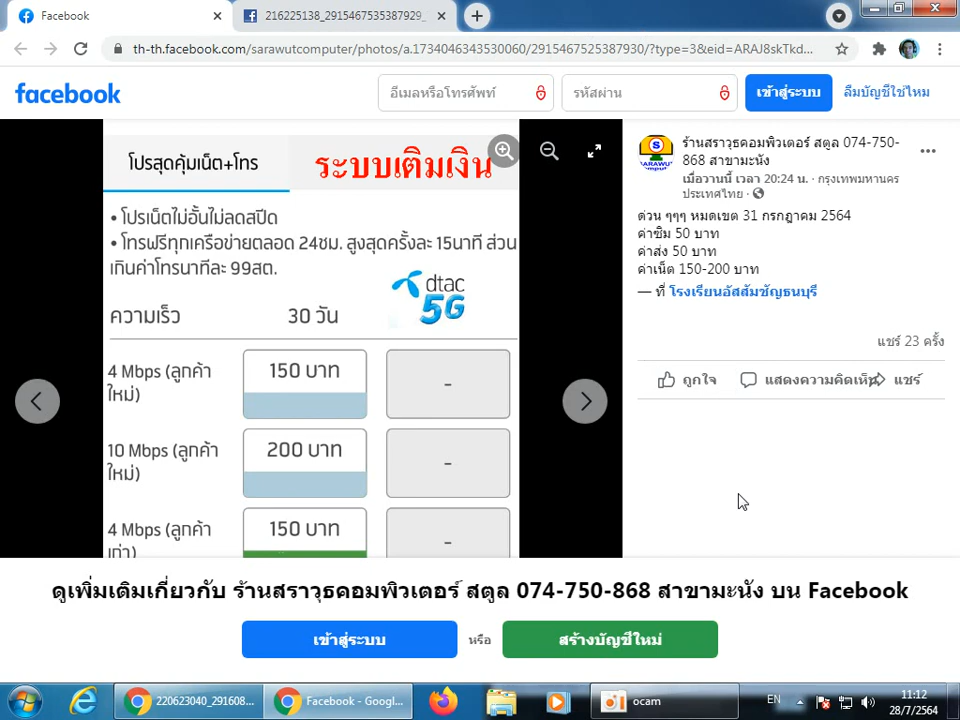 Facebook
216225138_2915467535387929_
th-th.facebook.com/sarawutcomputer/photos/a.1734046343530060/2915467525387930/?type=3&eid=ARAJ8skTkd...
facebook
อีเมลหรือโทรศัพท์
รหัสผ่าน
เข้าสู่ระบบ
ลืมบัญชีใช่ไหม
โปรสุดคุ้มเน็ต+โทร
ระบบเติมเงิน
• โปรเน็ตไม่อั้นไม่ลดสปีด
• โทรฟรีทุกเครือข่ายตลอด 24ชม. สูงสุดครั้งละ 15นาที ส่วน
เกินค่าโทรนาทีละ 99สต.
dtac
5G
ความเร็ว 30 วัน
4 Mbps (ลูกค้า
ใหม่)
150 บาท
-
10 Mbps (ลูกค้า
ใหม่)
200 บาท
-
4 Mbps (ลูกค้า
เก่า)
150 บาท
-
ร้านสราวุธคอมพิวเตอร์ สตูล 074-750-
868 สาขามะนัง
เมื่อวานนี้ เวลา 20:24 น. · กรุงเทพมหานคร
ประเทศไทย ·
ด่วน ๆๆๆ หมดเขต 31 กรกฎาคม 2564
ค่าซิม 50 บาท
ค่าส่ง 50 บาท
ค่าเน็ต 150-200 บาท
— ที่ โรงเรียนอัสสัมชัญธนบุรี
แชร์ 23 ครั้ง
ถูกใจ
แสดงความคิดเห็น
แชร์
ดูเพิ่มเติมเกี่ยวกับ ร้านสราวุธคอมพิวเตอร์ สตูล 074-750-868 สาขามะนัง บน Facebook
เข้าสู่ระบบ
หรือ
สร้างบัญชีใหม่
220623040_291608...
Facebook - Googl...
ocam
EN
11:12
28/7/2564